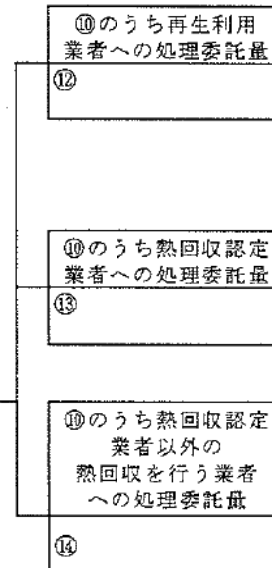 ⑩のうち再生利用
業者への処理委託量
⑫
⑩のうち熱回収認定
業者への処理委託量
⑬
⑩のうち熱回収認定
業者以外の
熱回収を行う業者
への処理委託量
⑭